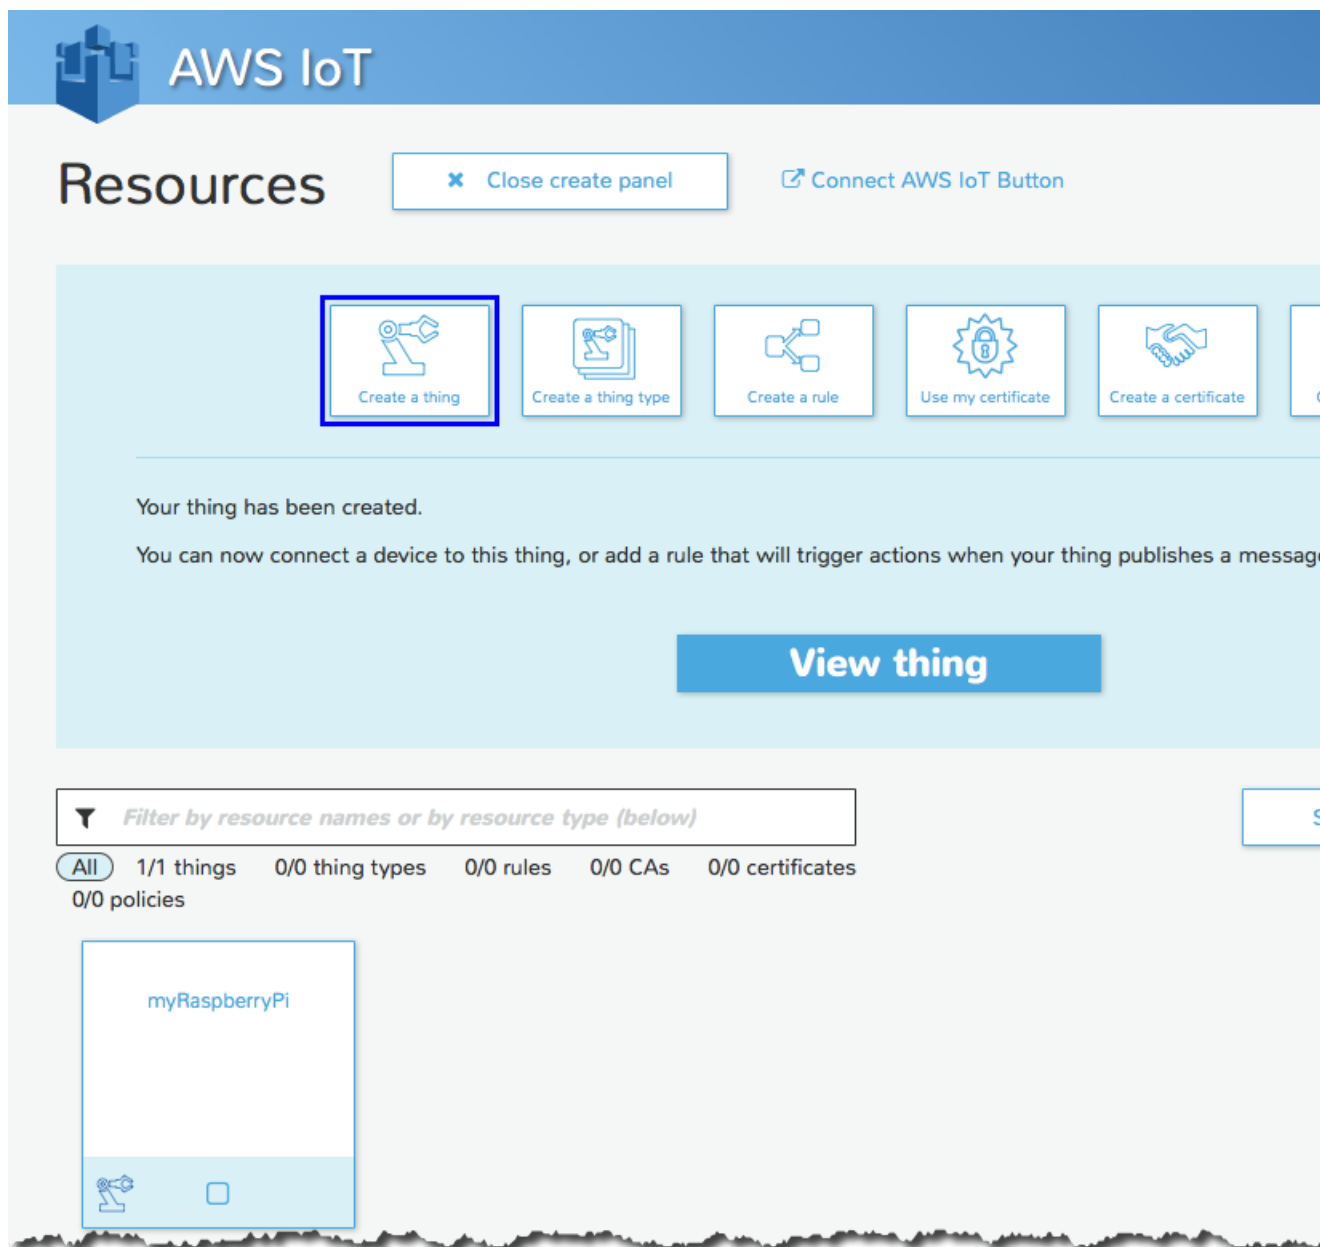 AWS IoT
Resources
Close create panel
Connect AWS IoT Button
Create a thing
Create a thing type
Create a rule
Use my certificate
Create a certificate
Your thing has been created.
You can now connect a device to this thing, or add a rule that will trigger actions when your thing publishes a
View thing
Filter by resource names or by resource type (below)
All 1/1 things 0/0 thing types 0/0 rules 0/0 CAs 0/0 certificates
0/0 policies
myRaspberryPi